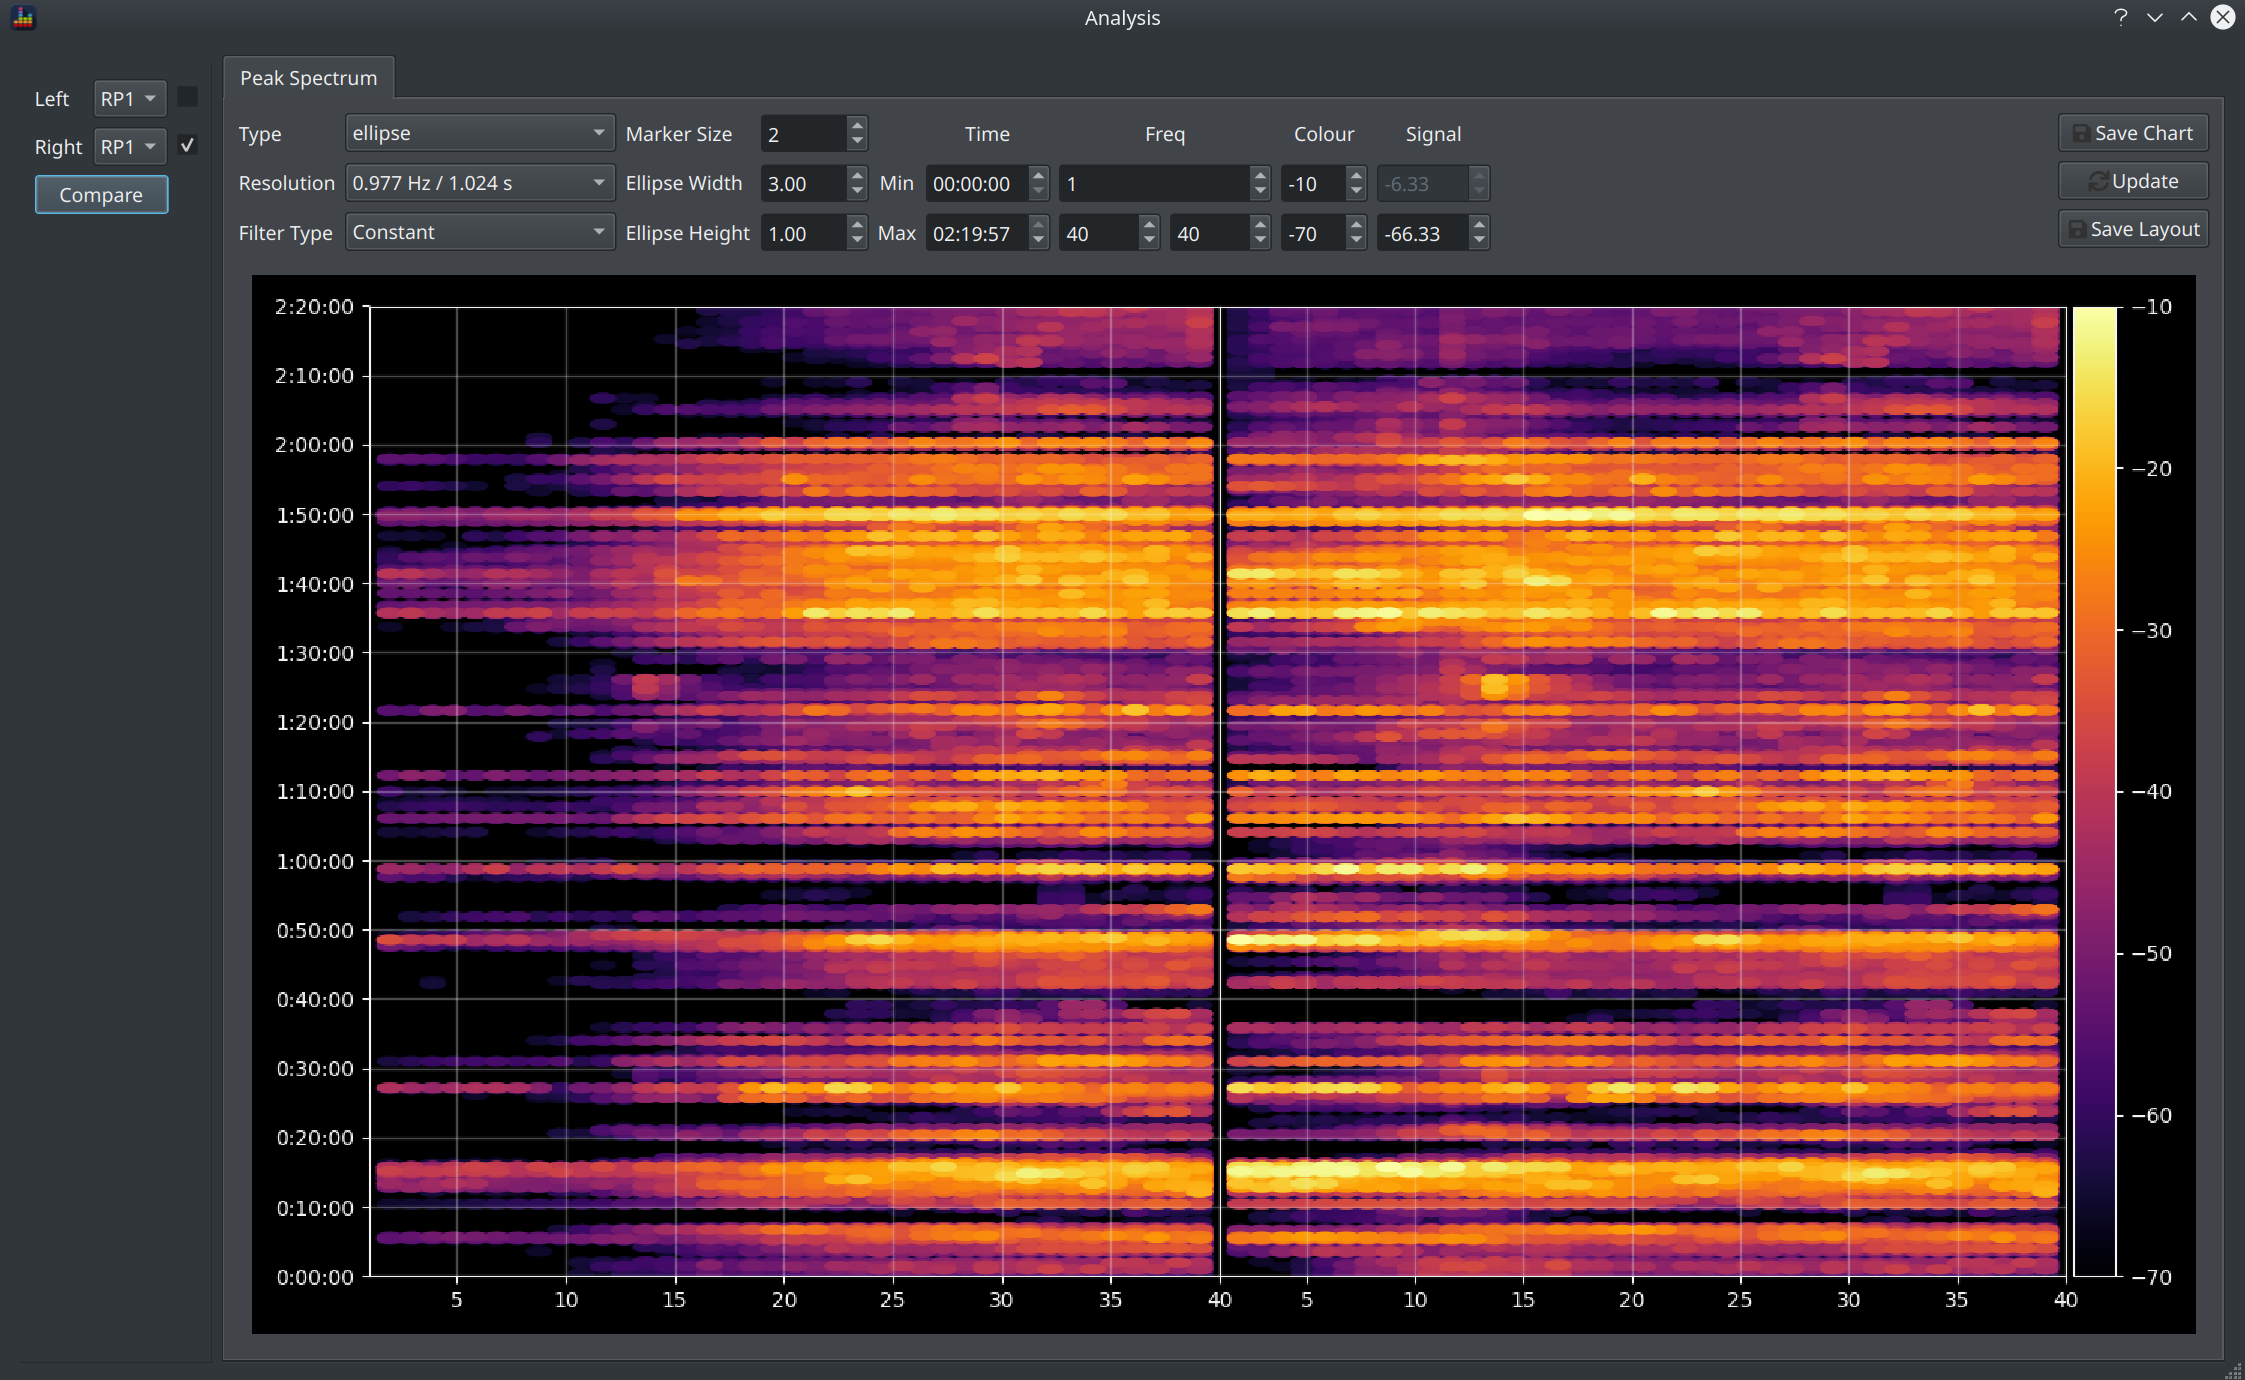 Analysis
Left RP1
Right RP1
Compare
Peak Spectrum
Type ellipse Marker Size 2 Time Freq Colour Signal Save Chart
Resolution 0.977 Hz / 1.024 s Ellipse Width 3.00 Min 00:00:00 1 -10 -6.33 Update
Filter Type Constant Ellipse Height 1.00 Max 02:19:57 40 40 -70 -66.33 Save Layout
2:20:00
2:10:00
2:00:00
1:50:00
1:40:00
1:30:00
1:20:00
1:10:00
1:00:00
0:50:00
0:40:00
0:30:00
0:20:00
0:10:00
0:00:00
5 10 15 20 25 30 35 40 5 10 15 20 25 30 35 40
−10
−20
−30
−40
−50
−60
−70